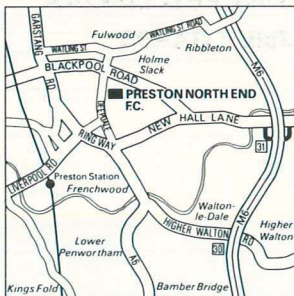 Fulwood
WATLING ST ROAD
Ribbleton
GARSTANG
RD
WATLING ST
Holme
Slack
BLACKPOOL ROAD
M6
PRESTON NORTH END
F.C.
DEEPDALE
NEW HALL LANE
RING WAY
31
LIVERPOOL RD
Preston Station
Frenchwood
Walton-
le-Dale
M6
HIGHER WALTON RD
Higher
Walton
30
Lower
Penwortham
A6
Kings Fold
Bamber Bridge